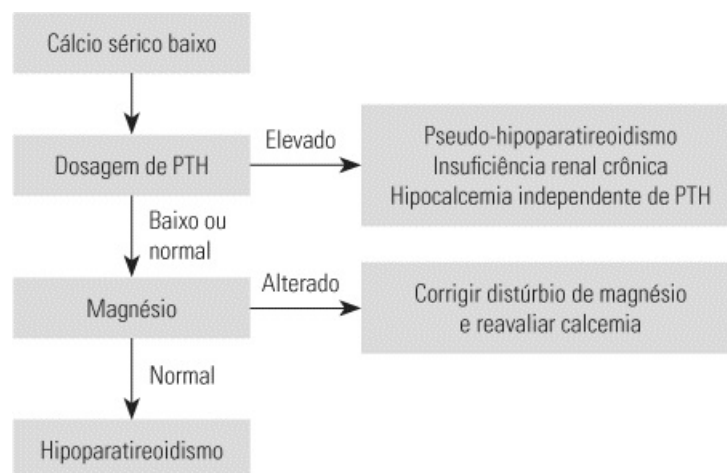 Cálcio sérico baixo
Dosagem de PTH
Elevado
Pseudo-hipoparatireoidismo
Insuficiência renal crônica
Hipocalcemia independente de PTH
Baixo ou
normal
Magnésio
Alterado
Corrigir distúrbio de magnésio
e reavaliar calcemia
Normal
Hipoparatireoidismo